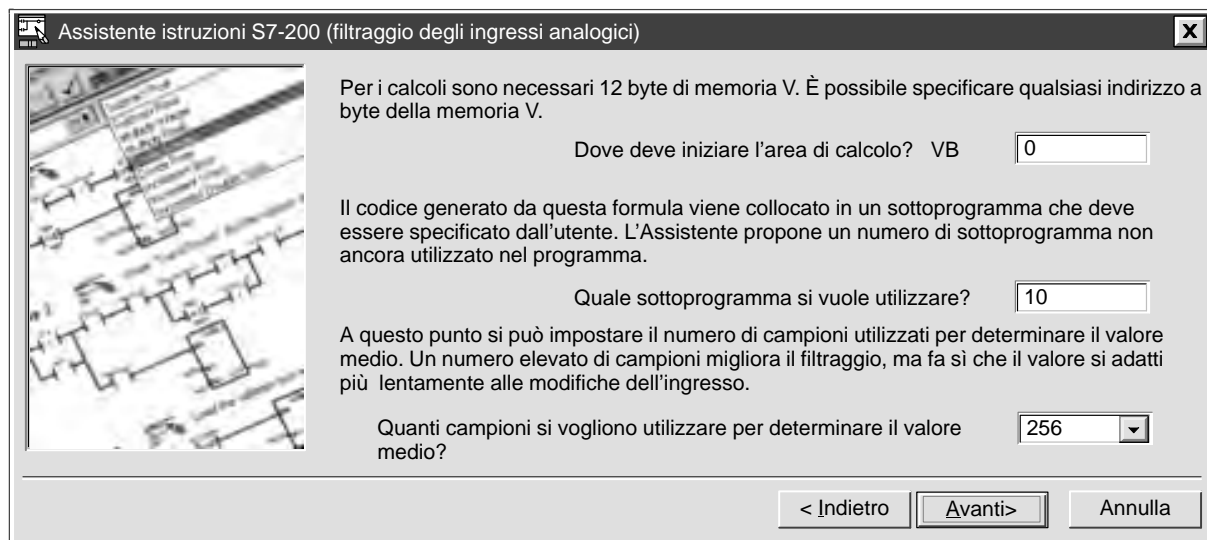 Assistente istruzioni S7-200 (filtraggio degli ingressi analogici)
Per i calcoli sono necessari 12 byte di memoria V. È possibile specificare qualsiasi indirizzo a
byte della memoria V.
Dove deve iniziare l'area di calcolo? VB 0
Il codice generato da questa formula viene collocato in un sottoprogramma che deve
essere specificato dall'utente. L'Assistente propone un numero di sottoprogramma non
ancora utilizzato nel programma.
Quale sottoprogramma si vuole utilizzare? 10
A questo punto si può impostare il numero di campioni utilizzati per determinare il valore
medio. Un numero elevato di campioni migliora il filtraggio, ma fa sì che il valore si adatti
più lentamente alle modifiche dell'ingresso.
Quanti campioni si vogliono utilizzare per determinare il valore 256
medio?
< Indietro Avanti> Annulla